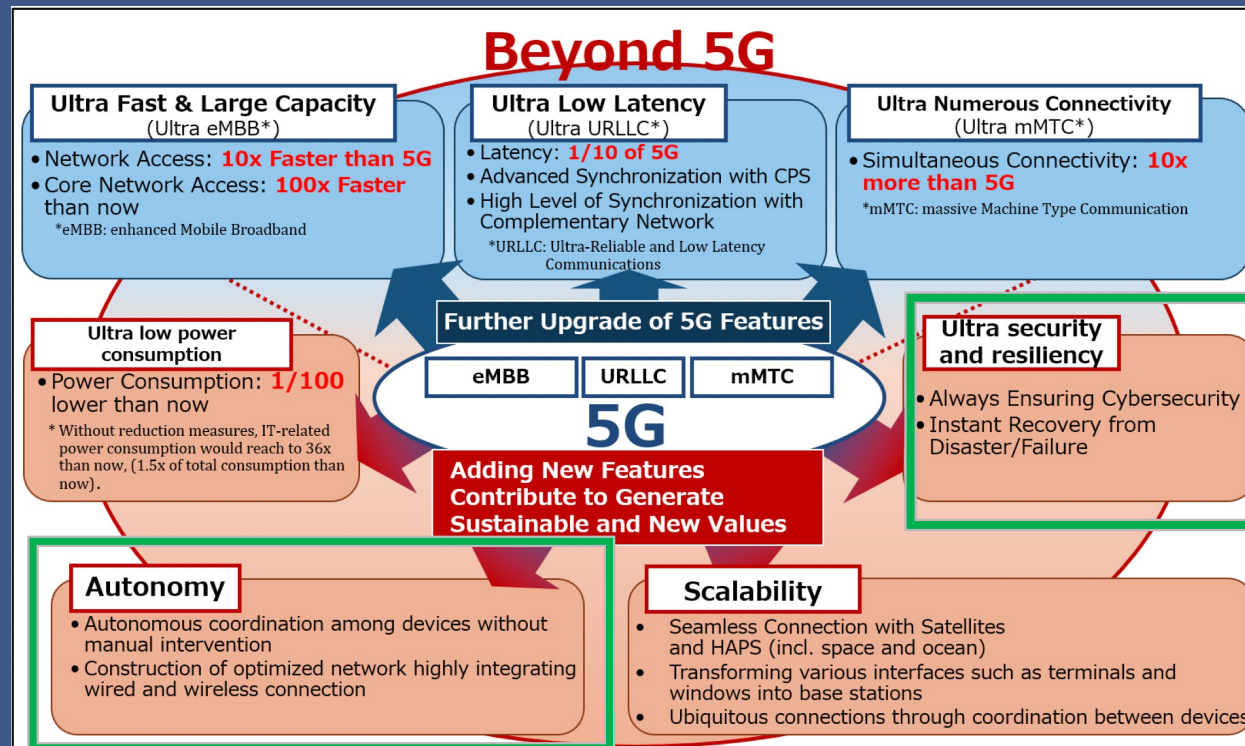 Beyond 5G
Ultra Fast & Large Capacity
(Ultra eMBB*)
• Network Access: 10x Faster than 5G
• Core Network Access: 100x Faster
than now
*eMBB: enhanced Mobile Broadband
Ultra Low Latency
(Ultra URLLC*)
• Latency: 1/10 of 5G
• Advanced Synchronization with CPS
• High Level of Synchronization with
Complementary Network
*URLLC: Ultra-Reliable and Low Latency
Communications
Ultra Numerous Connectivity
(Ultra mMTC*)
• Simultaneous Connectivity: 10x
more than 5G
*mMTC: massive Machine Type Communication
Further Upgrade of 5G Features
eMBB
URLLC
mMTC
5G
Adding New Features
Contribute to Generate
Sustainable and New Values
Ultra low power
consumption
• Power Consumption: 1/100
lower than now
* Without reduction measures, IT-related
power consumption would reach to 36x
than now, (1.5x of total consumption than
now).
Ultra security
and resiliency
• Always Ensuring Cybersecurity
• Instant Recovery from
Disaster/Failure
Autonomy
• Autonomous coordination among devices without
manual intervention
• Construction of optimized network highly integrating
wired and wireless connection
Scalability
• Seamless Connection with Satellites
and HAPS (incl. space and ocean)
• Transforming various interfaces such as terminals and
windows into base stations
• Ubiquitous connections through coordination between devices